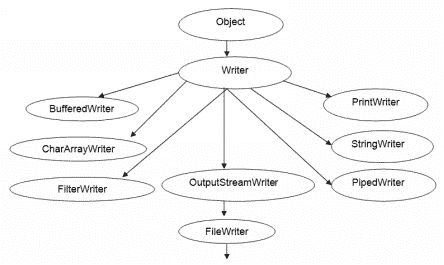 Object
Writer
BufferedWriter
PrintWriter
CharArrayWriter
StringWriter
FilterWriter
OutputStreamWriter
PipedWriter
FileWriter